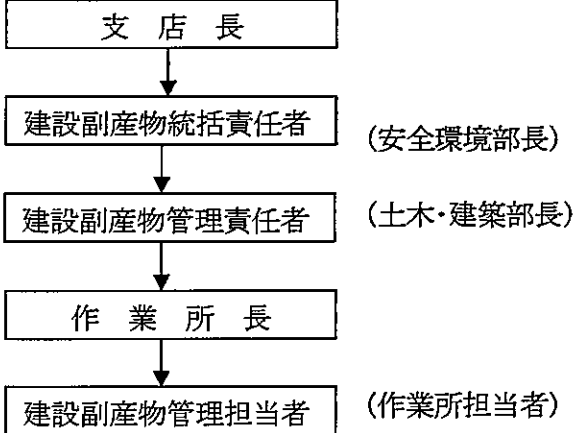 支店長
建設副産物統括責任者
(安全環境部長)
建設副産物管理責任者
(土木・建築部長)
作業所長
建設副産物管理担当者
(作業所担当者)